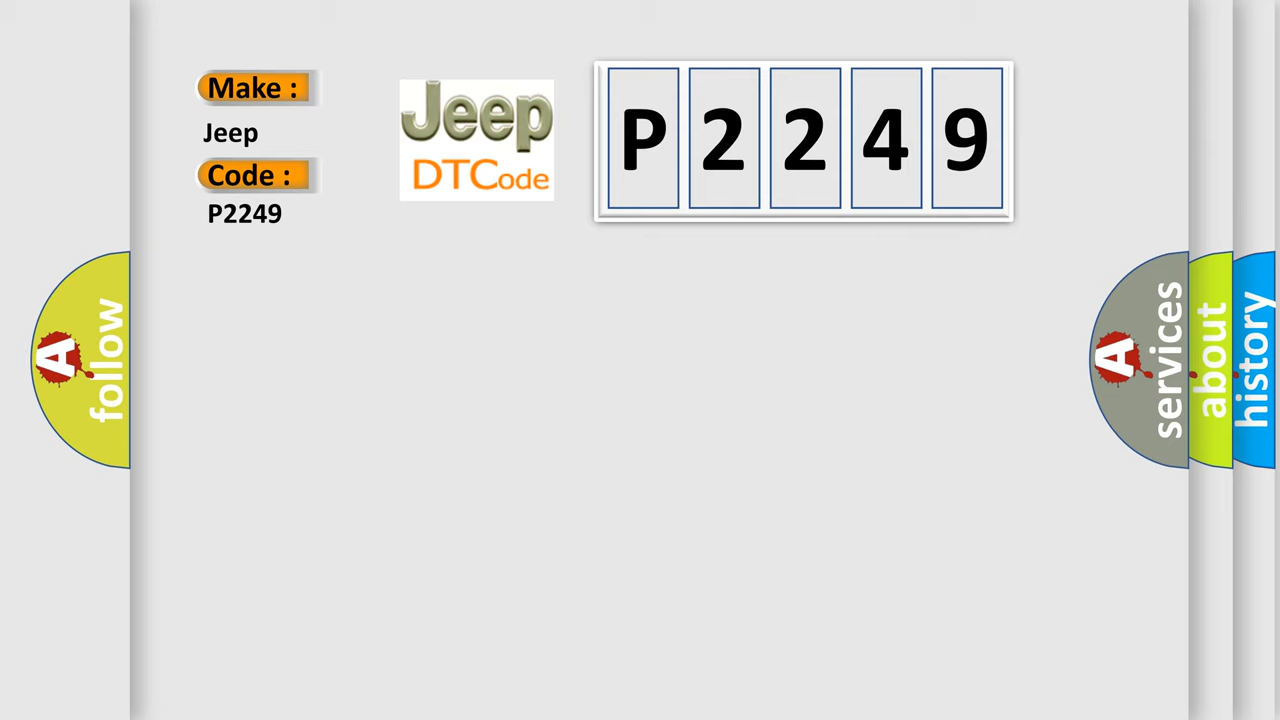 Make :
Jeep
Code :
P2249
Jeep
DTCode
P 2 2 4 9
A follow
A services
about
history